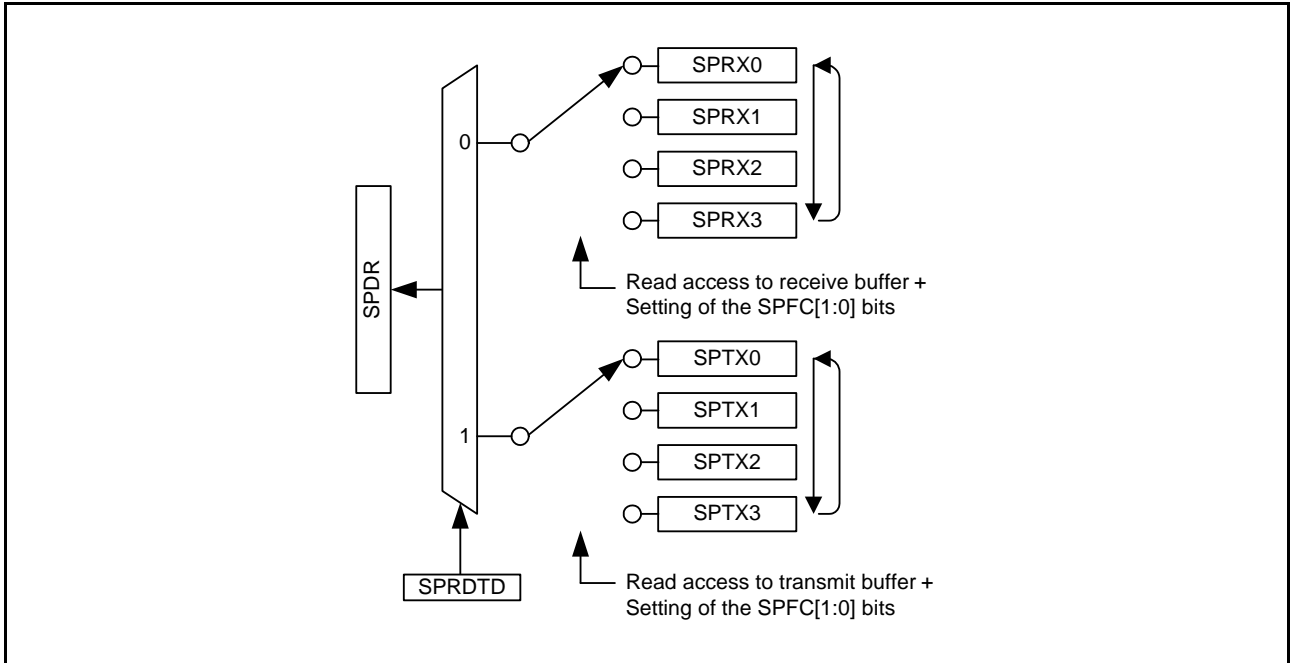 SPRX0
SPRX1
SPRX2
SPRX3
0
SPDR
Read access to receive buffer +
Setting of the SPFC[1:0] bits
SPTX0
SPTX1
SPTX2
SPTX3
1
SPRDTD
Read access to transmit buffer +
Setting of the SPFC[1:0] bits